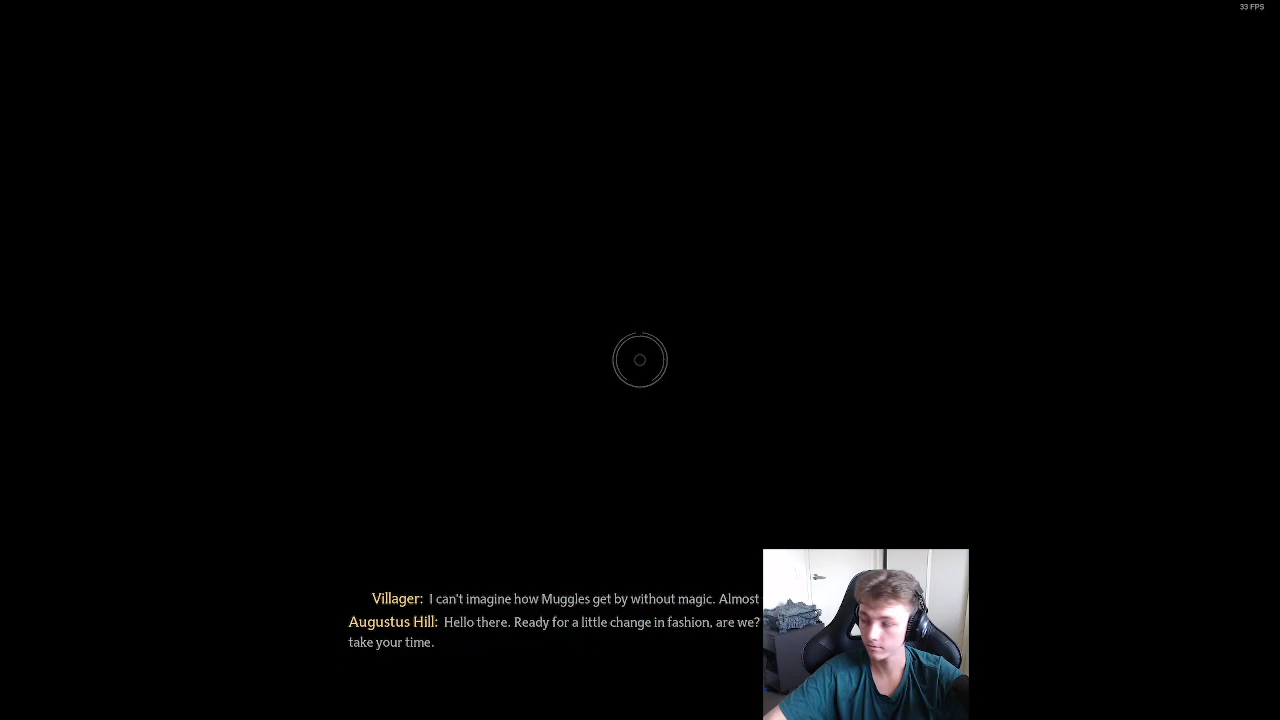 33 FPS
Villager: I can't imagine how Muggles get by without magic. Almost
Augustus Hill: Hello there. Ready for a little change in fashion, are we?
take your time.